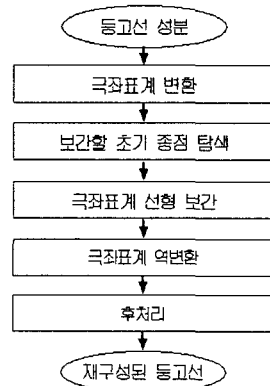 등고선 성분
극좌표계 변환
보간할 초기 종점 탐색
극좌표계 선형 보간
극좌표계 역변환
후처리
재구성된 등고선